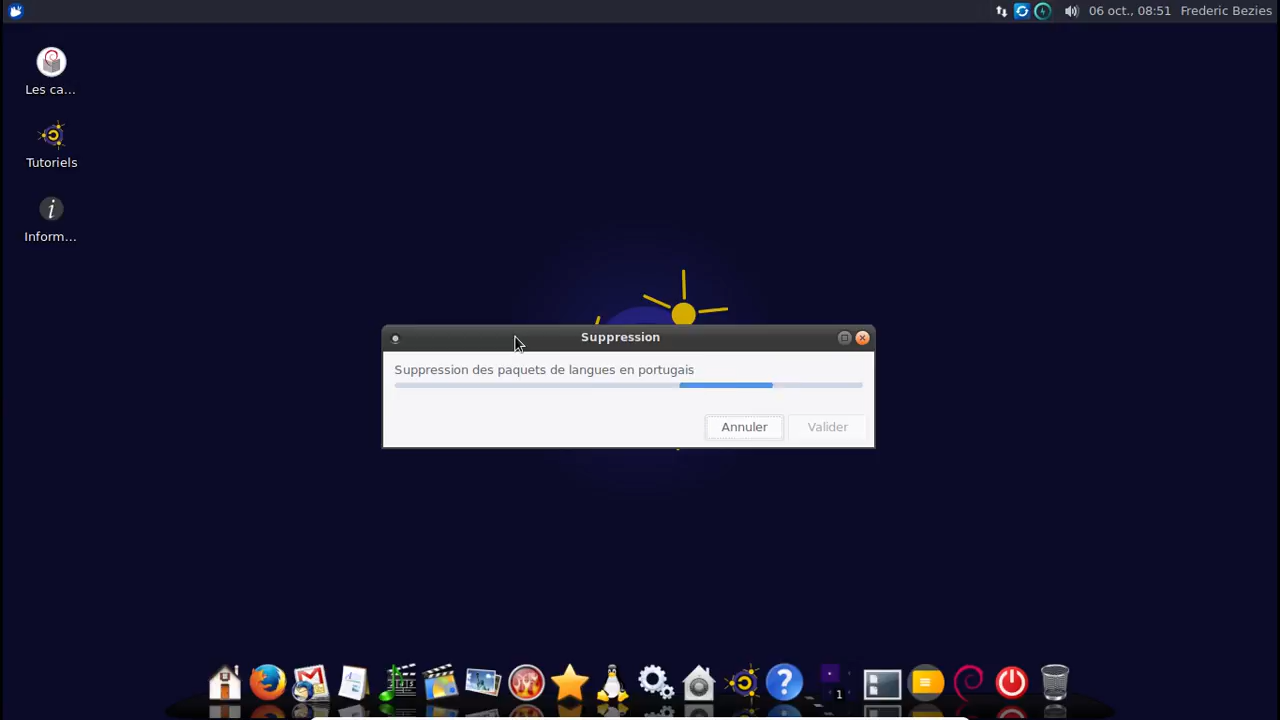 06 oct., 08:51 Frederic Bezies
Les ca...
Tutoriels
Inform...
Suppression
Suppression des paquets de langues en portugais
Annuler
Valider
1